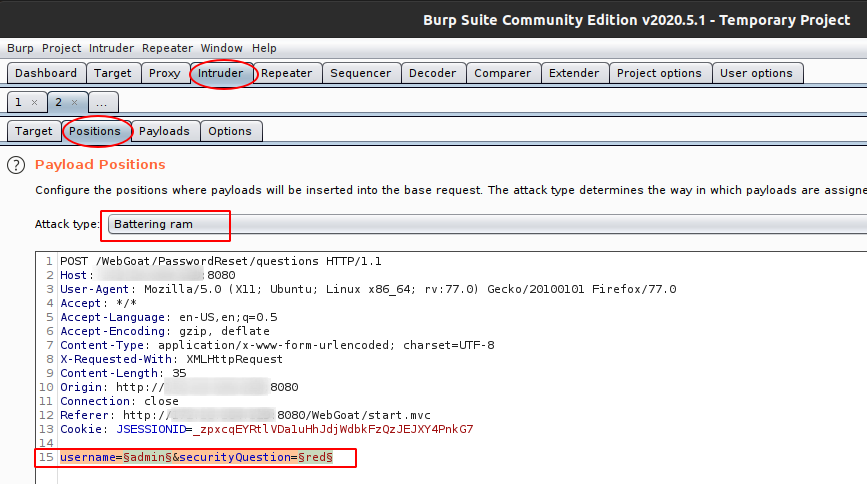 Burp Suite Community Edition v2020.5.1 - Temporary Project
Burp Project Intruder Repeater Window Help
Dashboard Target Proxy Intruder Repeater Sequencer Decoder Comparer Extender Project options User options
1 × 2 × ...
Target Positions Payloads Options
? Payload Positions
Configure the positions where payloads will be inserted into the base request. The attack type determines the way in which payloads are assigne
Attack type: Battering ram
1 POST /WebGoat/PasswordReset/questions HTTP/1.1
2 Host: :8080
3 User-Agent: Mozilla/5.0 (X11; Ubuntu; Linux x86_64; rv:77.0) Gecko/20100101 Firefox/77.0
4 Accept: */*
5 Accept-Language: en-US,en;q=0.5
6 Accept-Encoding: gzip, deflate
7 Content-Type: application/x-www-form-urlencoded; charset=UTF-8
8 X-Requested-With: XMLHttpRequest
9 Content-Length: 35
10 Origin: http:// 8080
11 Connection: close
12 Referer: http:// 8080/WebGoat/start.mvc
13 Cookie: JSESSIONID=_zpxcqEYRtlVDa1uHhJdjWdbkFzQzJEJXY4PnkG7
14
15 username=§admin§&securityQuestion=§red§